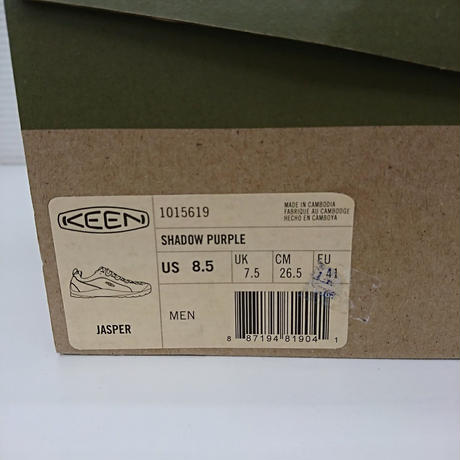 KEEN
1015619
MADE IN CAMBODIA
FABRIQUÉ AU CAMBODGE
HECHO EN CAMBOYA
SHADOW PURPLE
US 8.5
UK
7.5
CM
26.5
EU
41
JASPER
MEN
8 87194 81904 1